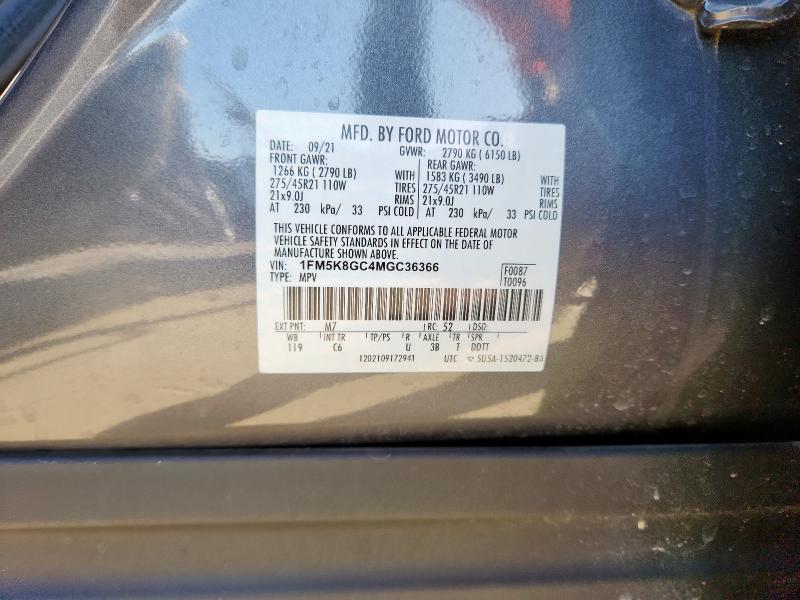 MFD. BY FORD MOTOR CO.
DATE: 09/21 GVWR: 2790 KG ( 6150 LB)
FRONT GAWR: REAR GAWR:
1266 KG ( 2790 LB) WITH 1583 KG ( 3490 LB) WITH
275/45R21 110W TIRES 275/45R21 110W TIRES
21x9.0J RIMS 21x9.0J RIMS
AT 230 kPa/ 33 PSI COLD AT 230 kPa/ 33 PSI COLD
THIS VEHICLE CONFORMS TO ALL APPLICABLE FEDERAL MOTOR
VEHICLE SAFETY STANDARDS IN EFFECT ON THE DATE OF
MANUFACTURE SHOWN ABOVE.
VIN: 1FM5K8GC4MGC36366 F0087
TYPE: MPV T0096
EXT PNT: M7 RC: 52 DSO:
WB INT TR TP/PS R AXLE TR SPR
119 C6 U 3B T DDTT
1202109172941 UTC ▽ 5U5A-1520472-BA